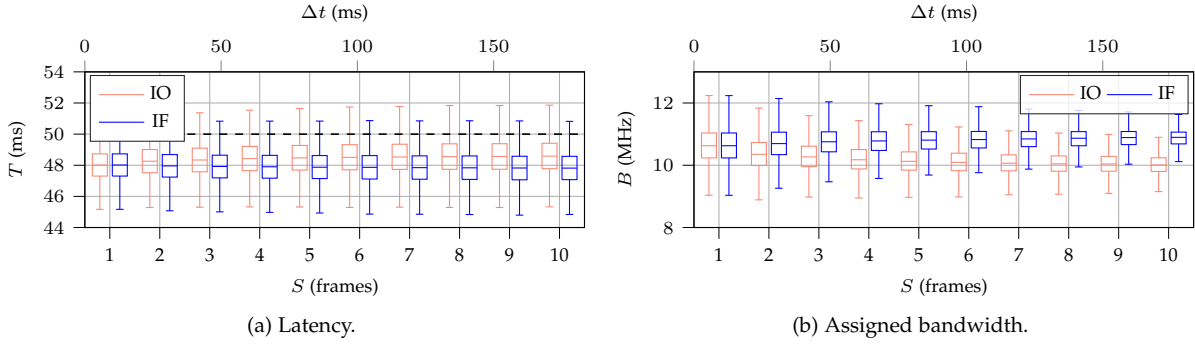 Δt (ms)
0 50 100 150
54
52
50
48
46
44
T (ms)
IO
IF
1 2 3 4 5 6 7 8 9 10
S (frames)
(a) Latency.
Δt (ms)
0 50 100 150
12
10
8
B (MHz)
IO IF
1 2 3 4 5 6 7 8 9 10
S (frames)
(b) Assigned bandwidth.